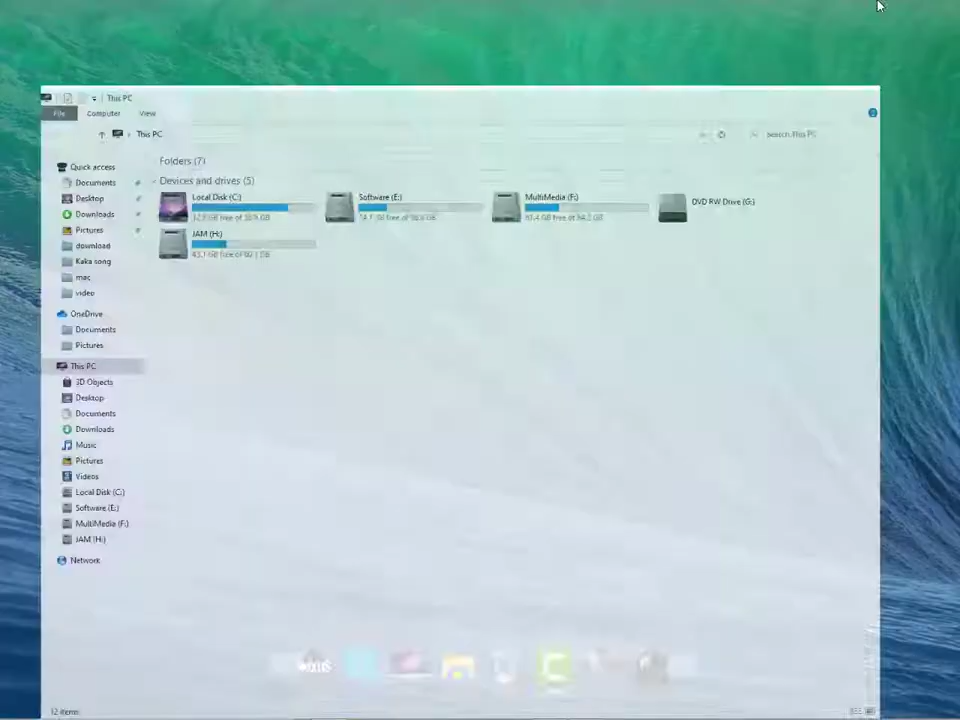 This PC
File Computer View
This PC
Search This PC
Folders (7)
Devices and drives (5)
Local Disk (C:)
Software (E:)
MultiMedia (F:)
DVD RW Drive (G:)
JAM (H:)
Quick access
Documents
Desktop
Downloads
Pictures
download
Kaka song
mac
video
OneDrive
Documents
Pictures
This PC
3D Objects
Desktop
Documents
Downloads
Music
Pictures
Videos
Local Disk (C:)
Software (E:)
MultiMedia (F:)
JAM (H:)
Network
12 items